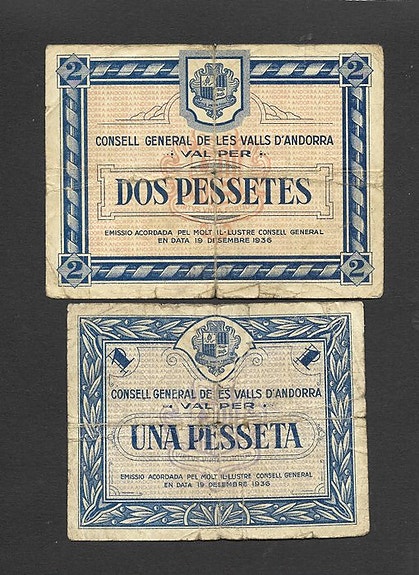 2 2
CONSELL GENERAL DE LES VALLS D'ANDORRA
· VAL PER ·
DOS PESSETES
EMISSIO ACORDADA PEL MOLT IL·LUSTRE CONSELL GENERAL
EN DATA 19 DESEMBRE 1936
2 2
1 1
CONSELL GENERAL DE LES VALLS D'ANDORRA
· VAL PER ·
UNA PESSETA
EMISSIO ACORDADA PEL MOLT IL·LUSTRE CONSELL GENERAL
EN DATA 19 DESEMBRE 1936